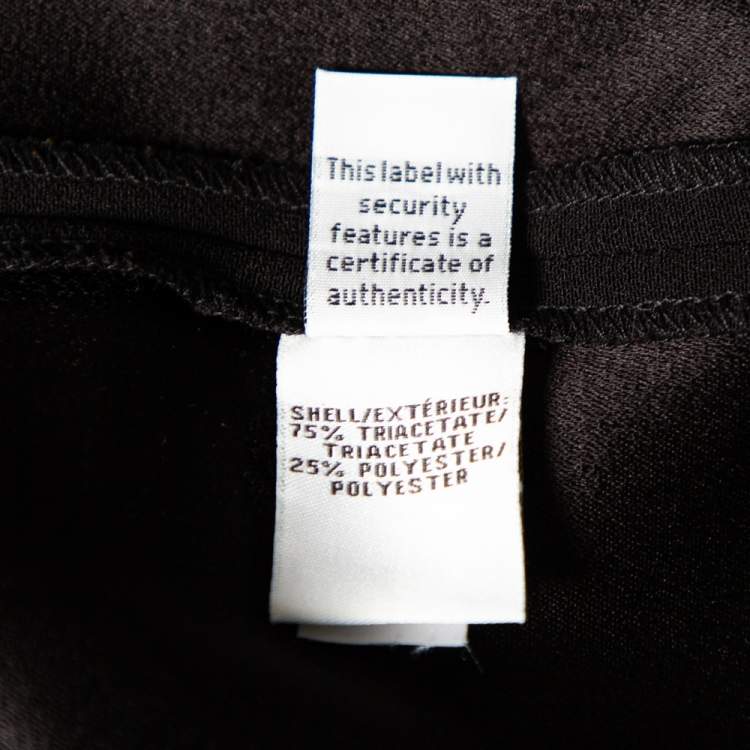 This label with
security
features is a
certificate of
authenticity.
SHELL/EXTÉRIEUR:
75% TRIACETATE/
TRIACETATE
25% POLYESTER/
POLYESTER